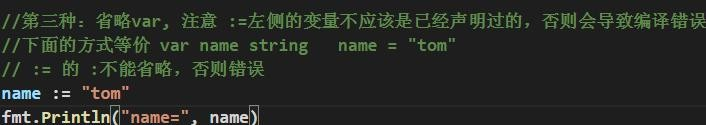 //第三种：省略var, 注意 :=左侧的变量不应该是已经声明过的，否则会导致编译错误
//下面的方式等价 var name string   name = "tom"
// := 的 :不能省略，否则错误
name := "tom"
fmt.Println("name=", name)